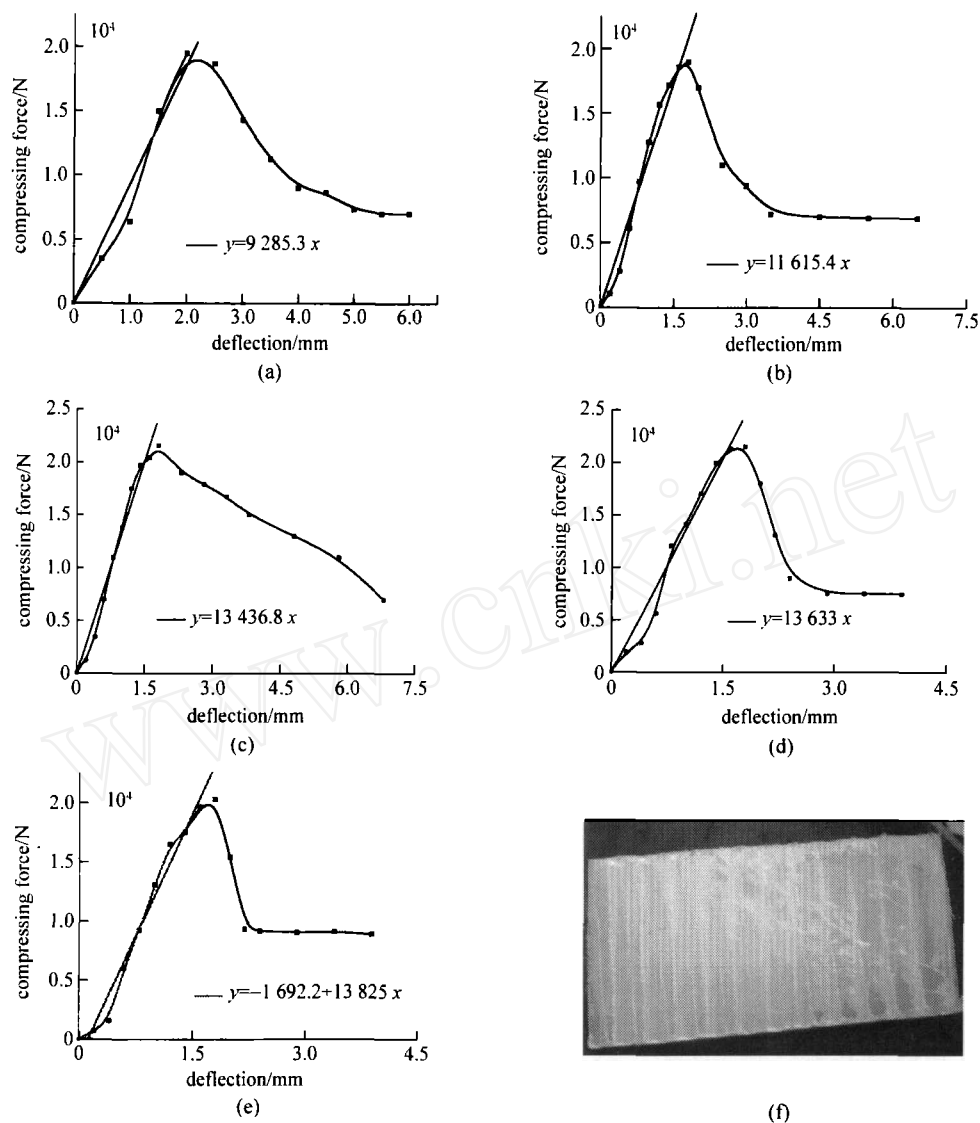 10⁴
2.0
1.5
1.0
0.5
0
compressing force/N
y=9 285.3 x
1.0 2.0 3.0 4.0 5.0 6.0
deflection/mm
(a)
10⁴
2.0
1.5
1.0
0.5
0
compressing force/N
y=11 615.4 x
0 1.5 3.0 4.5 6.0 7.5
deflection/mm
(b)
2.5
10⁴
2.0
1.5
1.0
0.5
0
compressing force/N
y=13 436.8 x
0 1.5 3.0 4.5 6.0 7.5
deflection/mm
(c)
2.5
10⁴
2.0
1.5
1.0
0.5
0
compressing force/N
y=13 633 x
0 1.5 3.0 4.5
deflection/mm
(d)
10⁴
2.0
1.5
1.0
0.5
0
compressing force/N
y=−1 692.2+13 825 x
0 1.5 3.0 4.5
deflection/mm
(e)
(f)
www.cnki.net